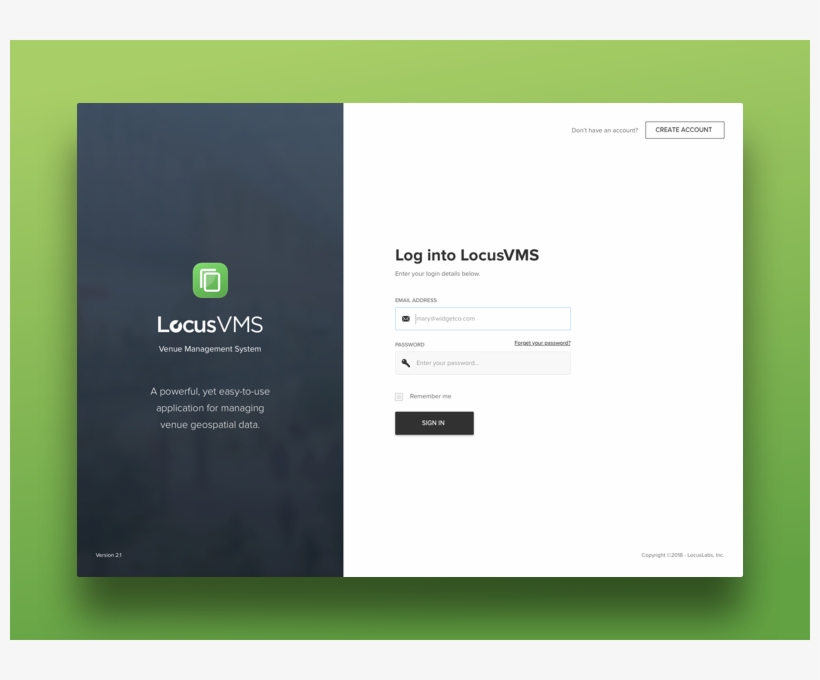 Don't have an account?
CREATE ACCOUNT
LocusVMS
Venue Management System
A powerful, yet easy-to-use
application for managing
venue geospatial data.
Version 2.1
Log into LocusVMS
Enter your login details below.
EMAIL ADDRESS
mary@widgetco.com
PASSWORD
Forget your password?
Enter your password...
Remember me
SIGN IN
Copyright ©2018 - LocusLabs, Inc.